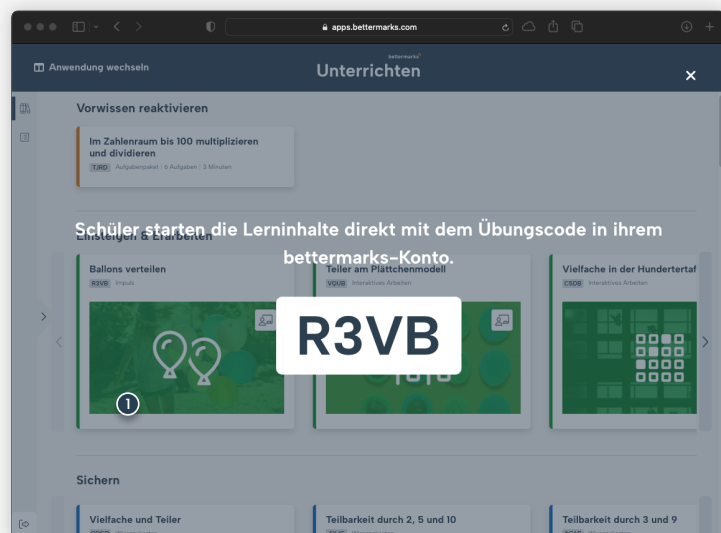 apps.bettermarks.com
Anwendung wechseln
bettermarks
Unterrichten
Vorwissen reaktivieren
Im Zahlenraum bis 100 multiplizieren
und dividieren
TJRD Aufgabenpaket | 6 Aufgaben | 3 Minuten
Schüler starten die Lerninhalte direkt mit dem Übungscode in ihrem
bettermarks-Konto.
Einsteigen & Erarbeiten
Ballons verteilen
R3VB Impuls
Teiler am Plättchenmodell
VQUB Interaktives Arbeiten
Vielfache in der Hundertertaf
CSDB Interaktives Arbeiten
R3VB
1
Sichern
Vielfache und Teiler
Teilbarkeit durch 2, 5 und 10
Teilbarkeit durch 3 und 9